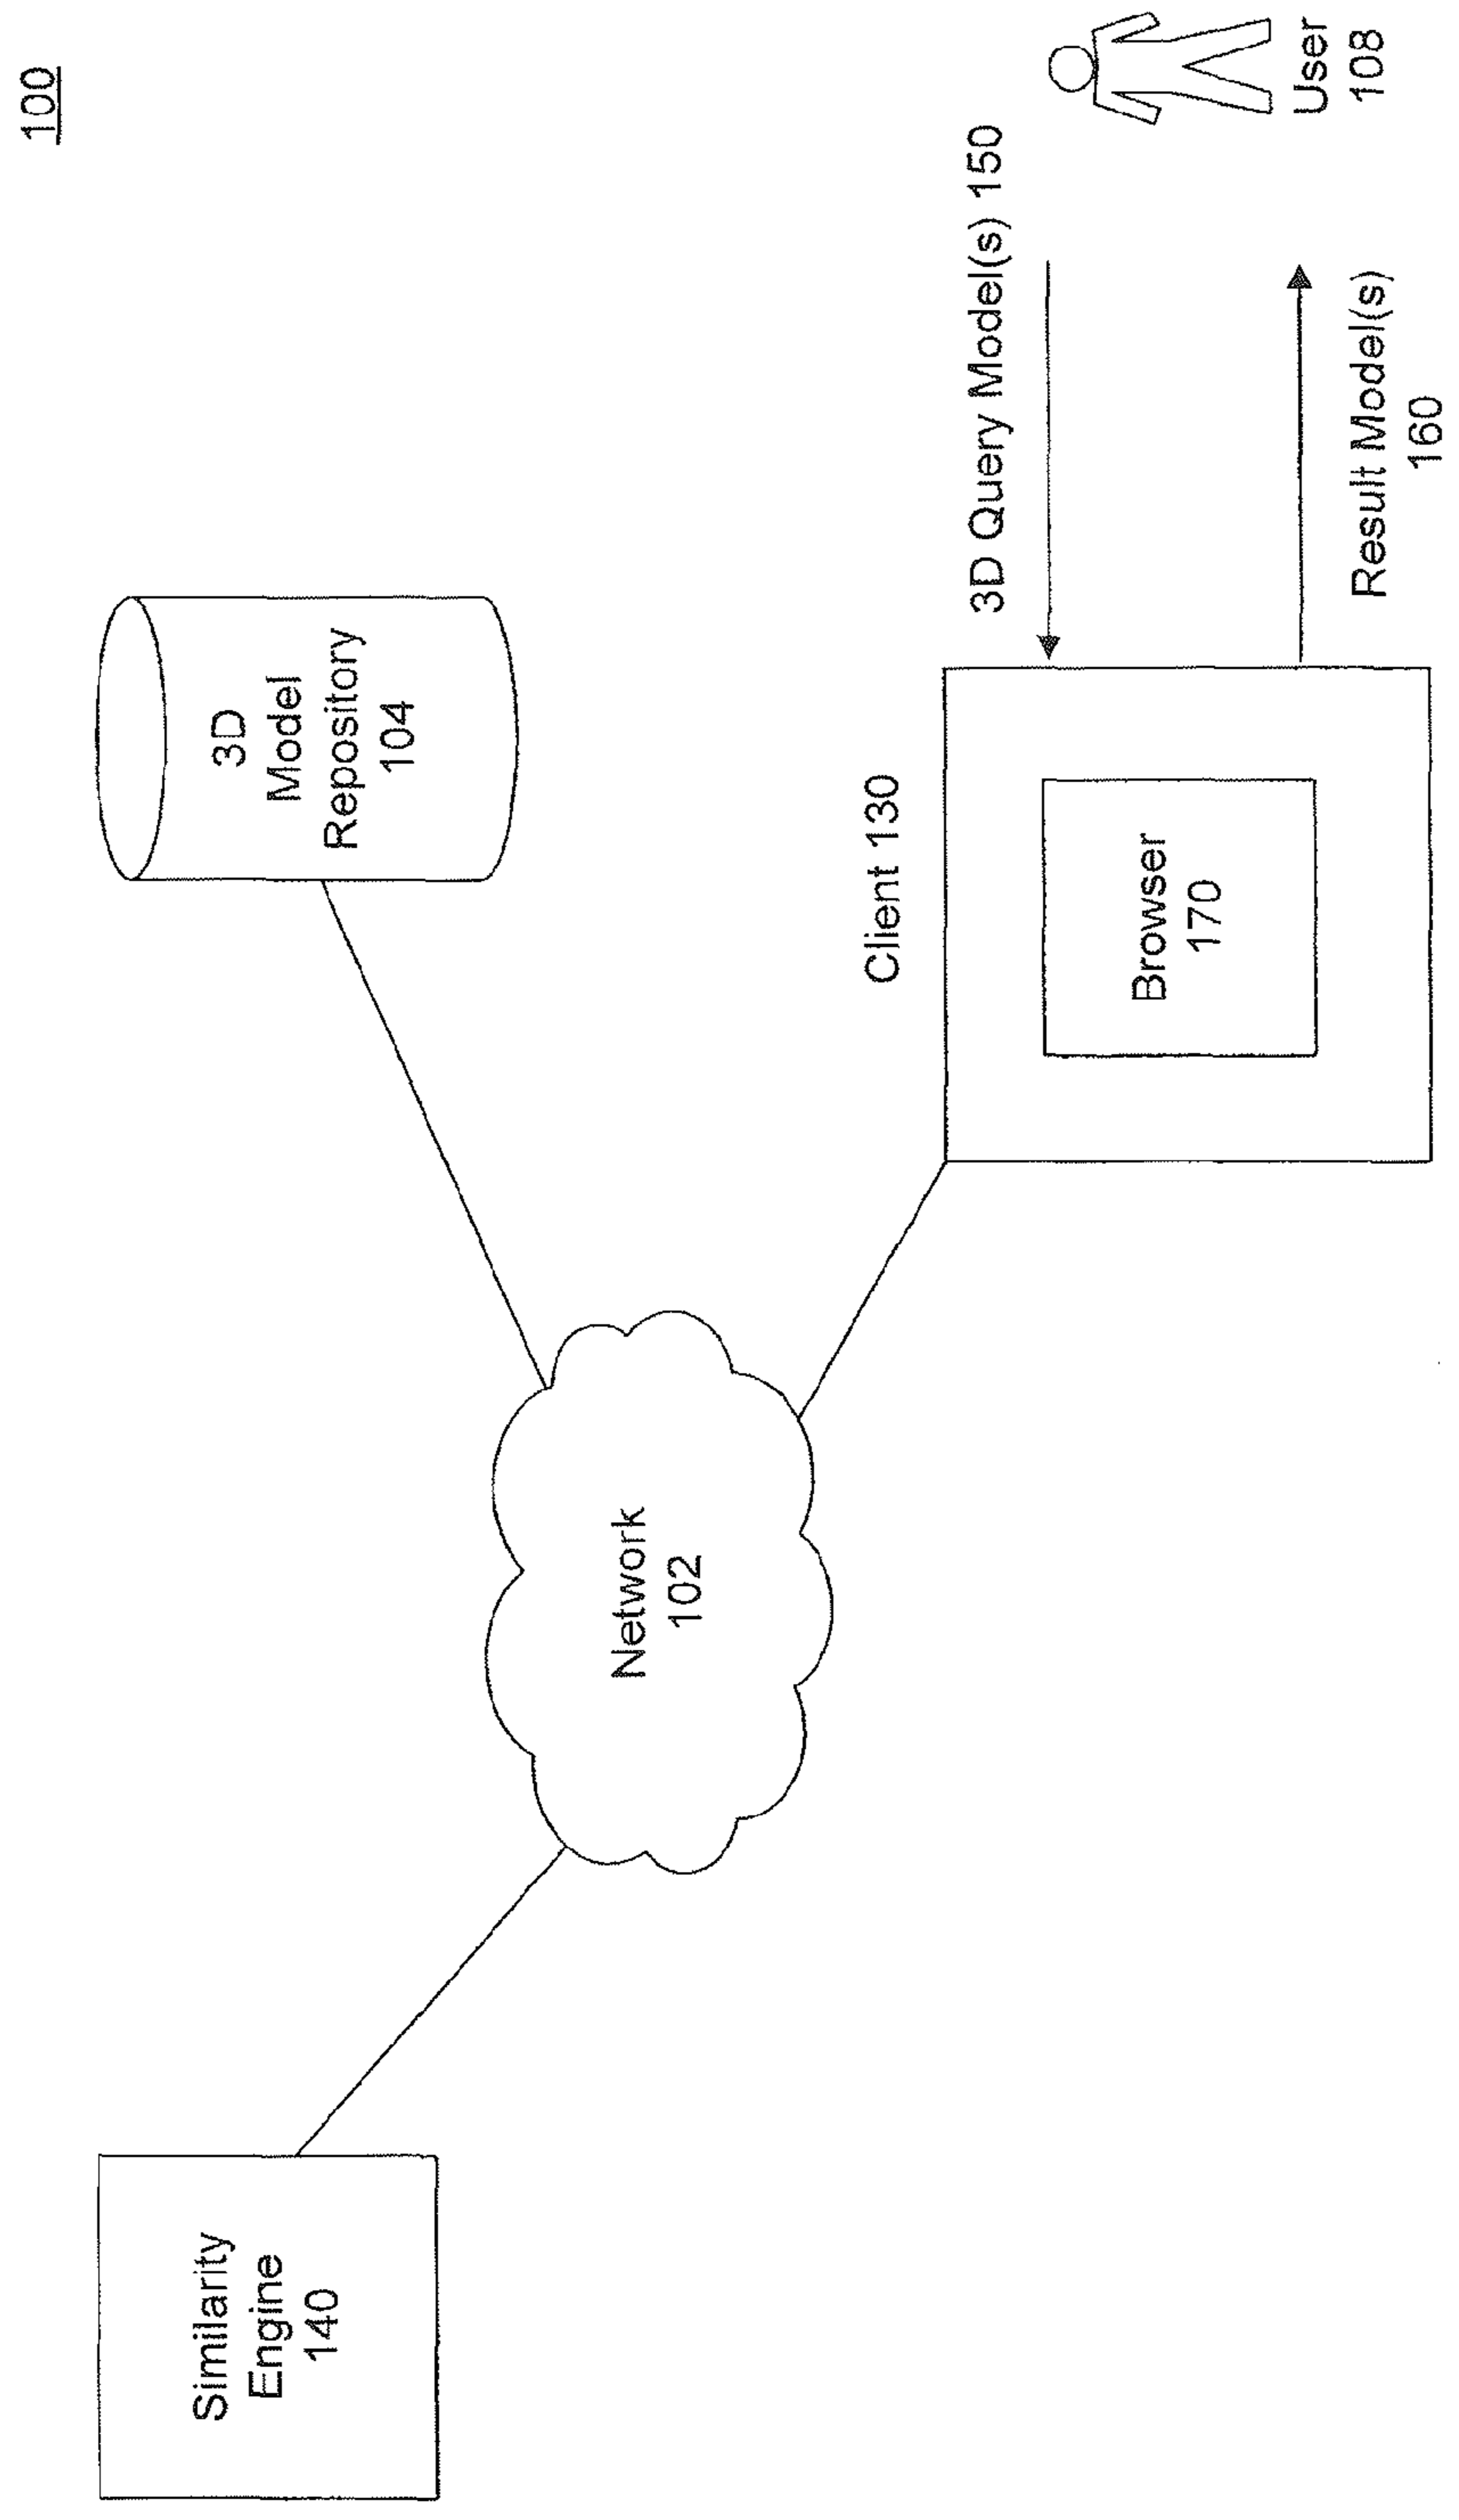 100
Similarity
Engine
140
3D
Model
Repository
104
Network
102
Client 130
Browser
170
3D Query Model(s) 150
Result Model(s)
160
User
108